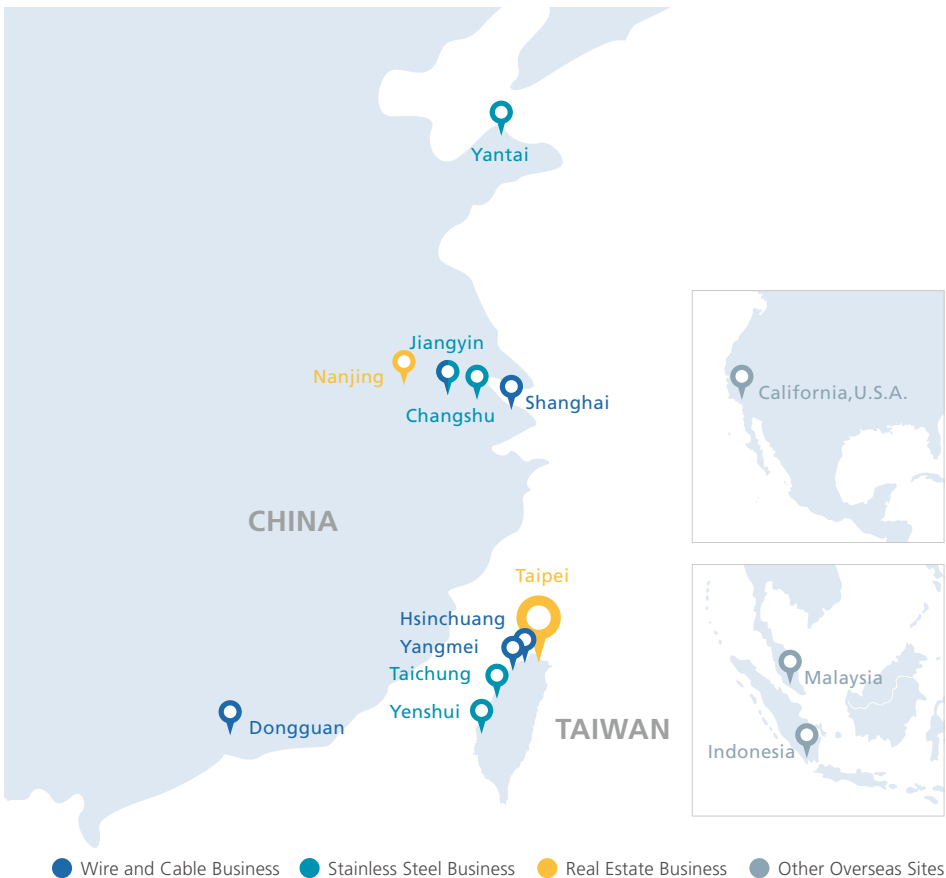 Yantai
Jiangyin
Nanjing
Changshu
Shanghai
California,U.S.A.
CHINA
Taipei
Hsinchuang
Yangmei
Taichung
Yenshui
Dongguan
TAIWAN
Malaysia
Indonesia
Wire and Cable Business
Stainless Steel Business
Real Estate Business
Other Overseas Sites